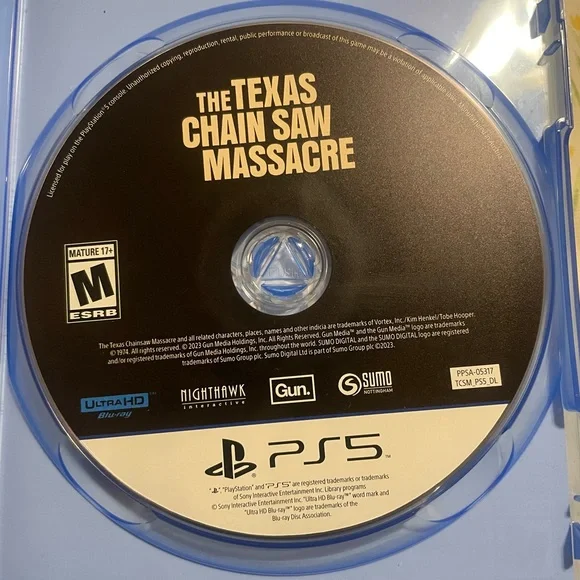 Licensed for play on the PlayStation®5 console. Unauthorized copying, reproduction, rental, public performance or broadcast of this game may be a violation of applicable law.
THE TEXAS
CHAIN SAW
MASSACRE
MATURE 17+
M
ESRB
The Texas Chainsaw Massacre and all related characters, places, names and other indicia are trademarks of Vortex, Inc./Kim Henkel/Tobe Hooper.
©1974. All rights reserved. © 2023 Gun Media Holdings, Inc. All Rights Reserved. Gun Media™ and the Gun Media™ logo are trademarks
and/or registered trademarks of Gun Media Holdings, Inc. throughout the world. SUMO DIGITAL and the SUMO DIGITAL logo are registered
trademarks of Sumo Group plc. Sumo Digital Ltd is part of Sumo Group plc ©2023.
PPSA-05317
TCSM_PS5_DL
ULTRA HD
Blu-ray
NIGHTHAWK
interactive
Gun.
SUMO
NOTTINGHAM
PS5™
"PlayStation" and "PS5" are registered trademarks or trademarks
of Sony Interactive Entertainment Inc. Library programs
© Sony Interactive Entertainment Inc. "Ultra HD Blu-ray™" word mark and
"Ultra HD Blu-ray™" logo are trademarks of the
Blu-ray Disc Association.